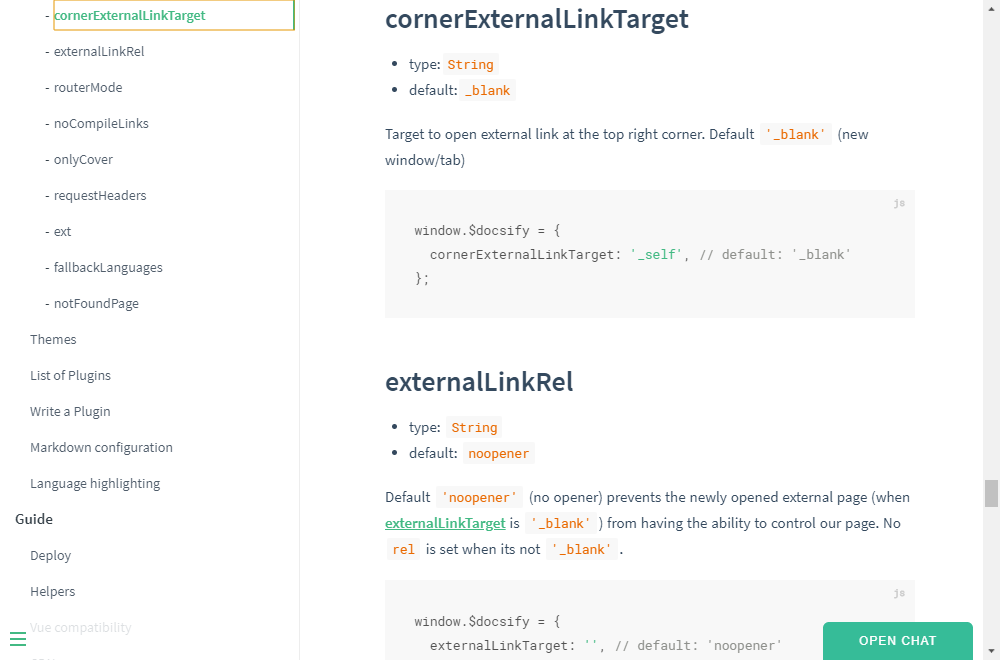 - cornerExternalLinkTarget
- externalLinkRel
- routerMode
- noCompileLinks
- onlyCover
- requestHeaders
- ext
- fallbackLanguages
- notFoundPage
Themes
List of Plugins
Write a Plugin
Markdown configuration
Language highlighting
Guide
Deploy
Helpers
Vue compatibility
cornerExternalLinkTarget
• type: String
• default: _blank
Target to open external link at the top right corner. Default '_blank' (new
window/tab)
js
window.$docsify = {
  cornerExternalLinkTarget: '_self', // default: '_blank'
};
externalLinkRel
• type: String
• default: noopener
Default 'noopener' (no opener) prevents the newly opened external page (when
externalLinkTarget is '_blank' ) from having the ability to control our page. No
rel is set when its not '_blank' .
js
window.$docsify = {
  externalLinkTarget: '', // default: 'noopener'
OPEN CHAT